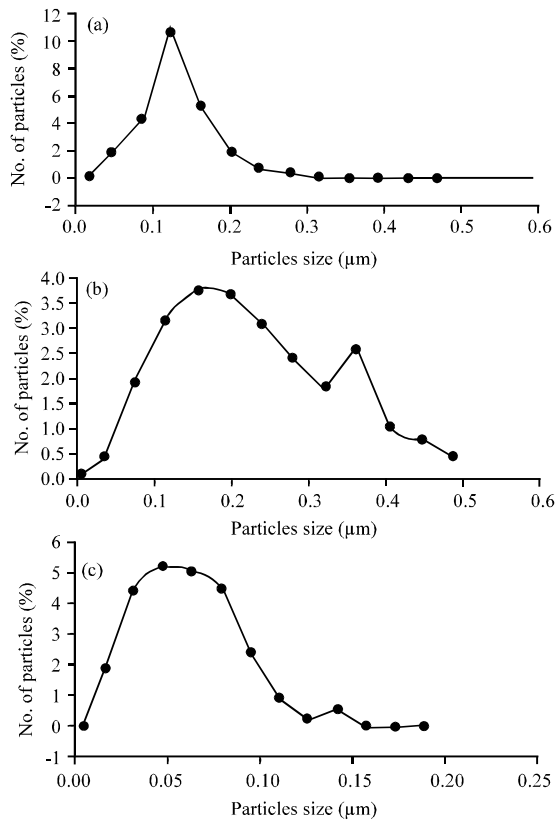 (a)
No. of particles (%)
12
10
8
6
4
2
0
-2
0.1 0.2 0.3 0.4 0.5 0.6
Particles size (µm)
(b)
No. of particles (%)
4.0
3.5
3.0
2.5
2.0
1.5
1.0
0.5
0.0
0.0 0.1 0.2 0.3 0.4 0.6
Particles size (µm)
(c)
No. of particles (%)
6
5
4
3
2
1
0
-1
0.00 0.05 0.10 0.15 0.20 0.25
Particles size (µm)